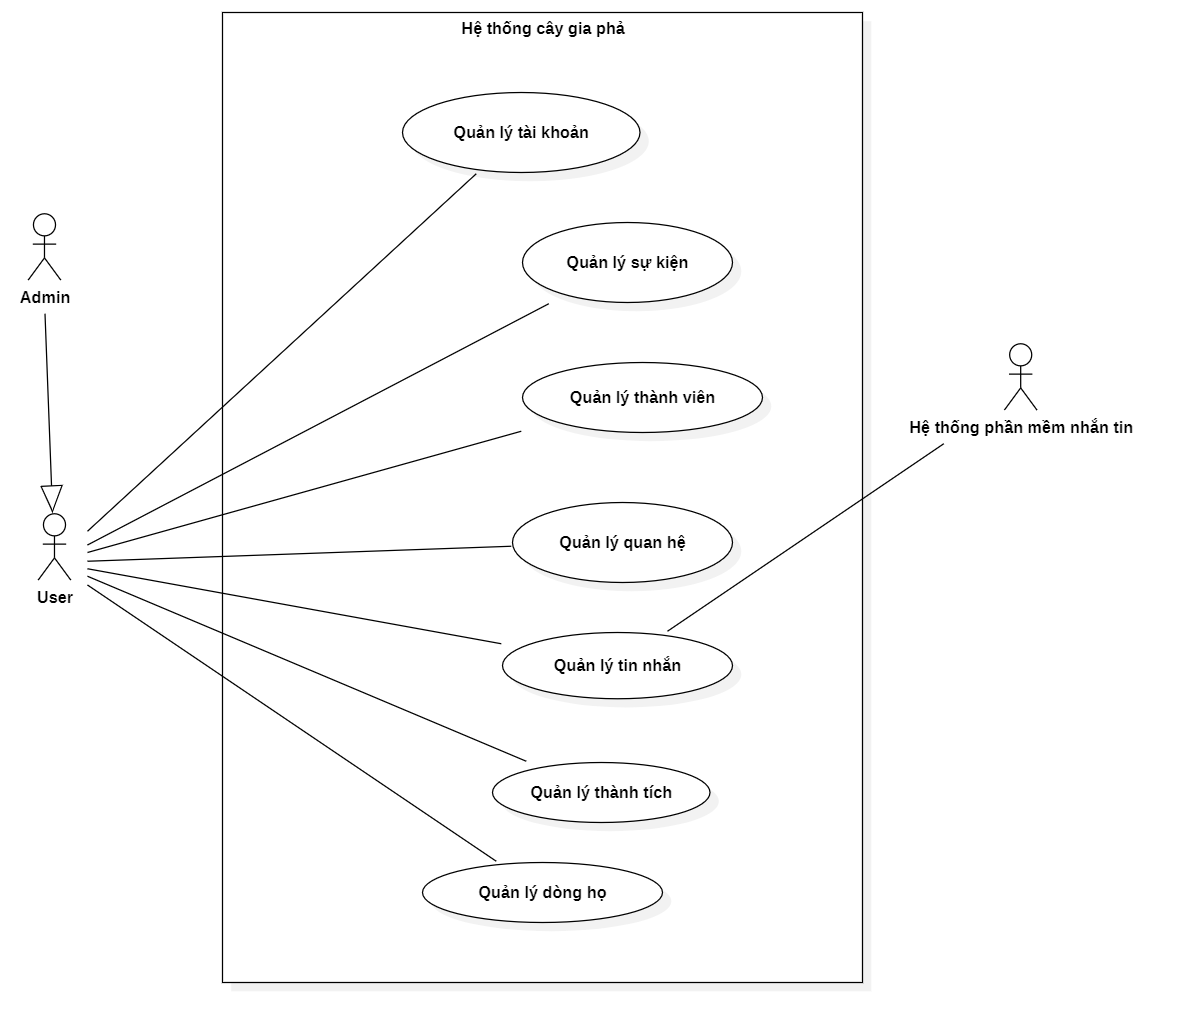 Hệ thống cây gia phả
Quản lý tài khoản
Quản lý sự kiện
Admin
Quản lý thành viên
Hệ thống phần mềm nhắn tin
Quản lý quan hệ
User
Quản lý tin nhắn
Quản lý thành tích
Quản lý dòng họ